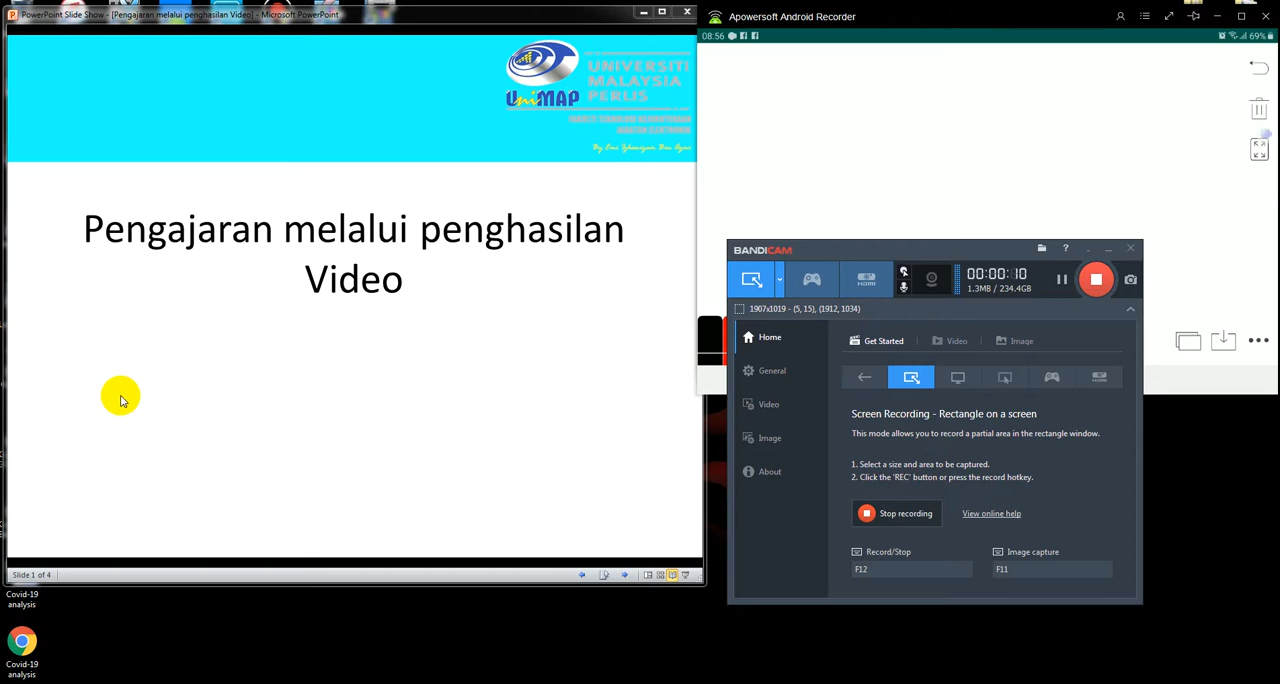 PowerPoint Slide Show - [Pengajaran melalui penghasilan Video] - Microsoft PowerPoint
UniMAP
UNIVERSITI
MALAYSIA
PERLIS
Pengajaran melalui penghasilan
Video
Slide 1 of 4
Covid-19
analysis
Covid-19
analysis
Apowersoft Android Recorder
08:56
69%
BANDICAM
?
HDMI
00:00:10
1.3MB / 234.4GB
1907x1019 - (5, 15), (1912, 1034)
Home
General
Video
Image
About
Get Started
Video
Image
Screen Recording - Rectangle on a screen
This mode allows you to record a partial area in the rectangle window.
1. Select a size and area to be captured.
2. Click the 'REC' button or press the record hotkey.
Stop recording
View online help
Record/Stop
Image capture
F12
F11